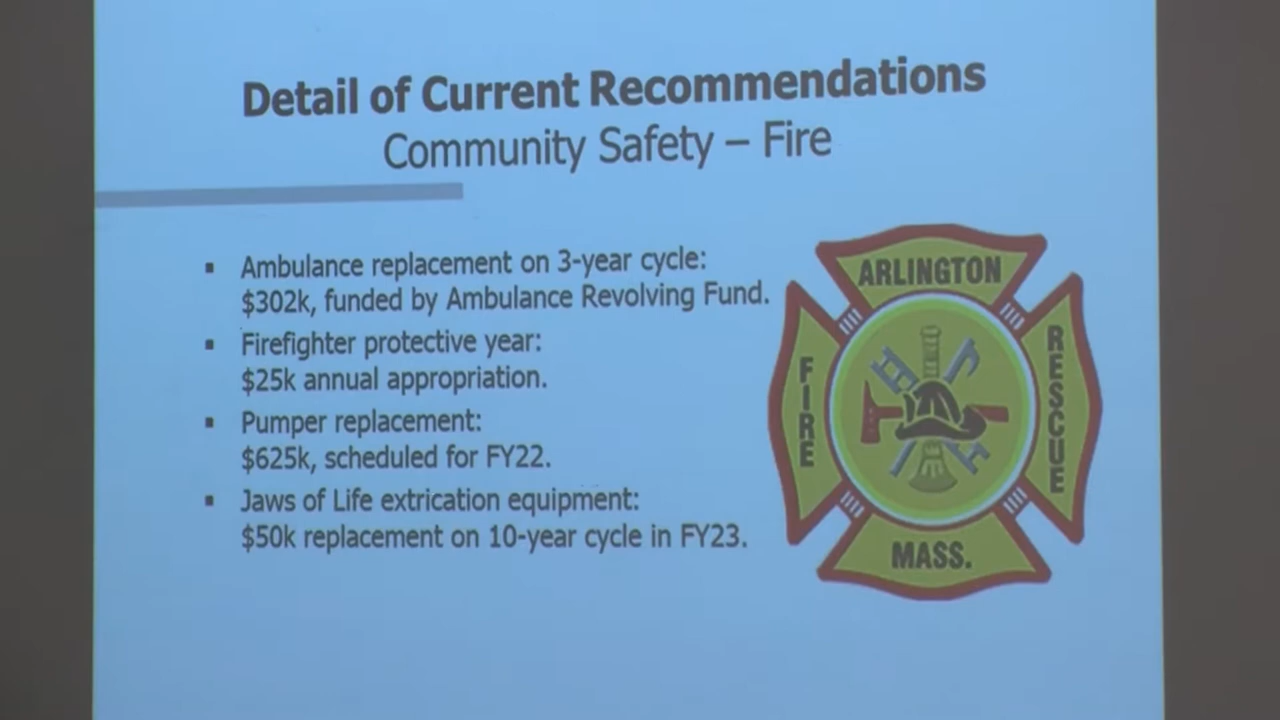 Detail of Current Recommendations
Community Safety – Fire
▪ Ambulance replacement on 3-year cycle:
$302k, funded by Ambulance Revolving Fund.
▪ Firefighter protective year:
$25k annual appropriation.
▪ Pumper replacement:
$625k, scheduled for FY22.
▪ Jaws of Life extrication equipment:
$50k replacement on 10-year cycle in FY23.
ARLINGTON
FIRE
RESCUE
MASS.